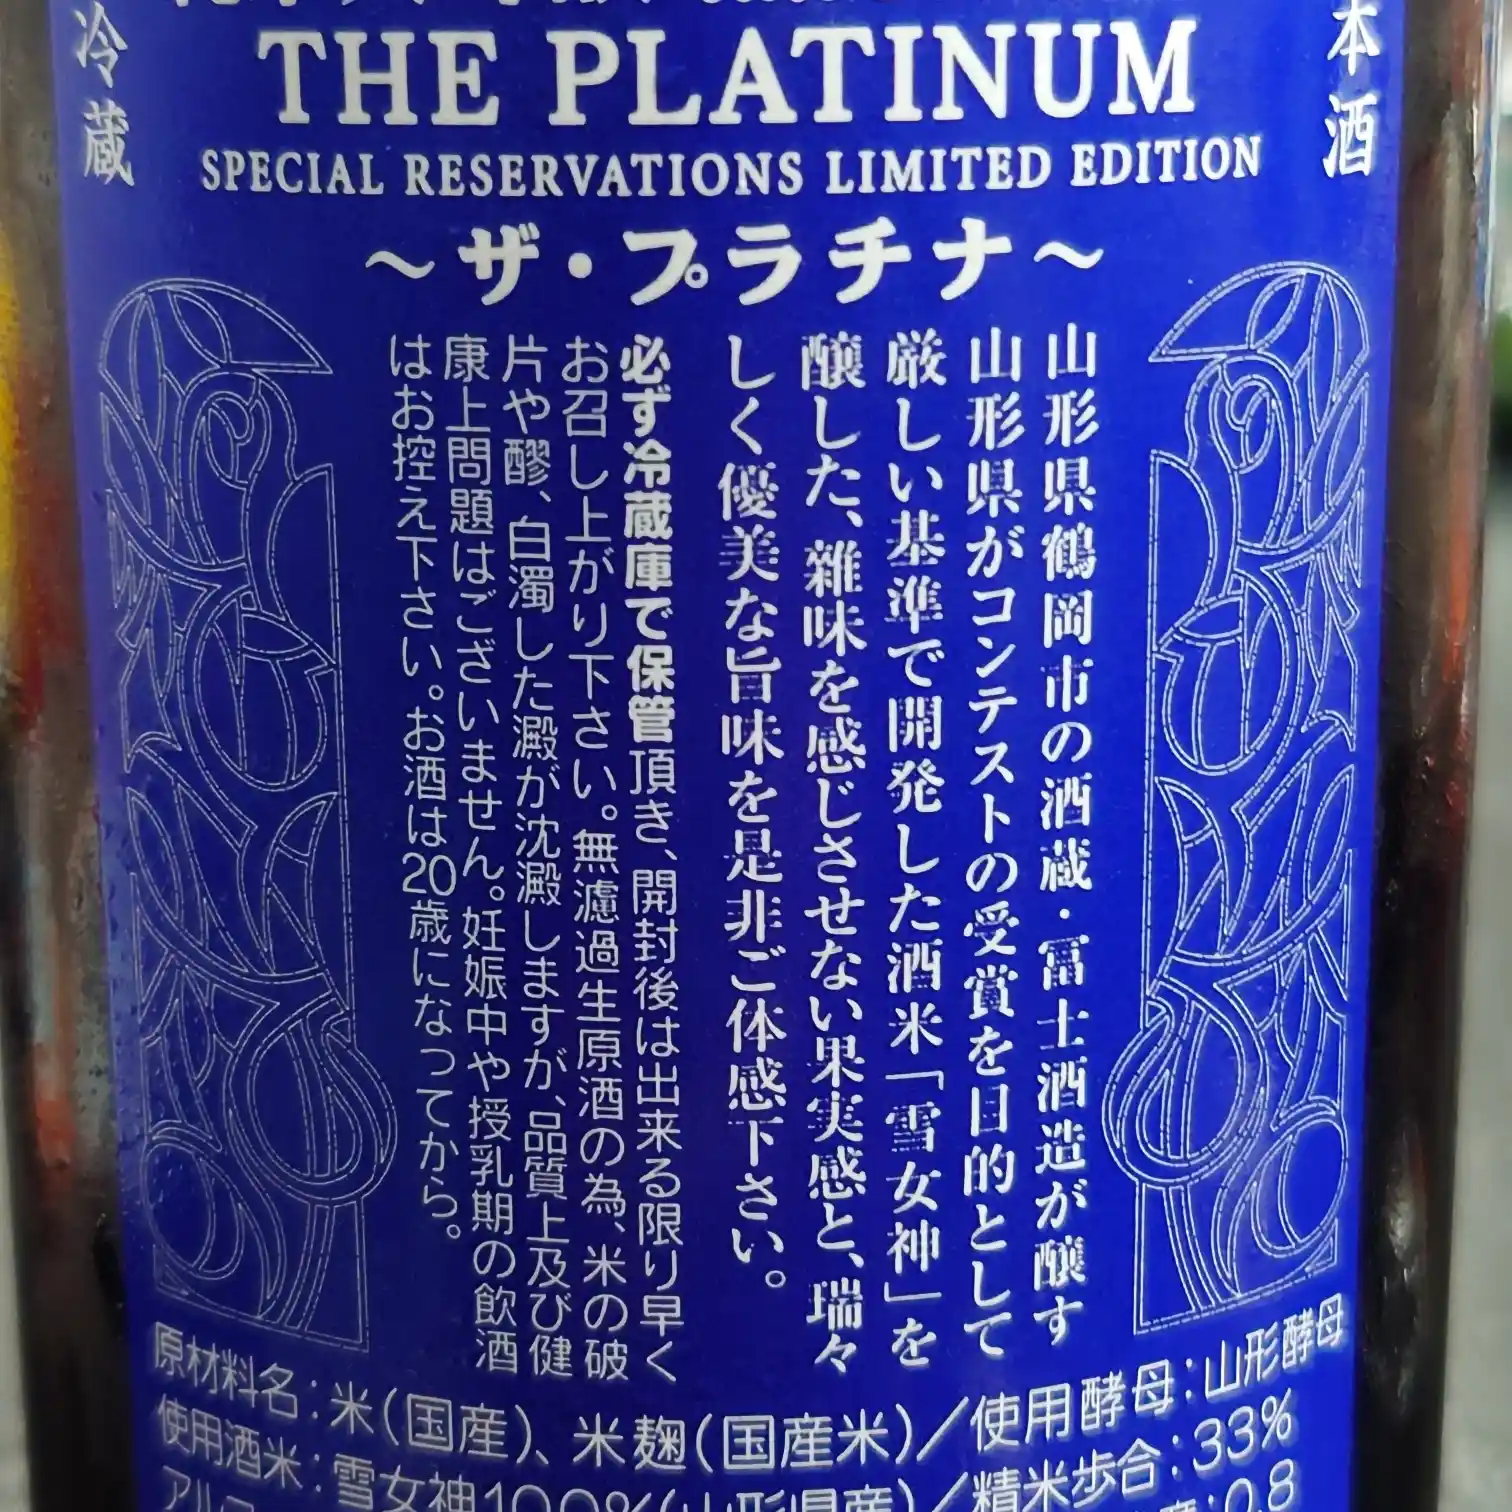 冷蔵
本酒
THE PLATINUM
SPECIAL RESERVATIONS LIMITED EDITION
～ザ・プラチナ～
山形県鶴岡市の酒蔵・冨士酒造が醸す
山形県がコンテストの受賞を目的として
厳しい基準で開発した酒米「雪女神」を
醸した、雑味を感じさせない果実感と、瑞々
しく優美な旨味を是非ご体感下さい。
必ず冷蔵庫で保管頂き、開封後は出来る限り早く
お召し上がり下さい。無濾過生原酒の為、米の破
片や醪、白濁した澱が沈澱しますが、品質上及び健
康上問題はございません。妊娠中や授乳期の飲酒
はお控え下さい。お酒は20歳になってから。
原材料名：米（国産）、米麹（国産米）／使用酵母：山形酵母
使用酒米：雪女神100％（山形県産）／精米歩合：33％
アル
：0.8